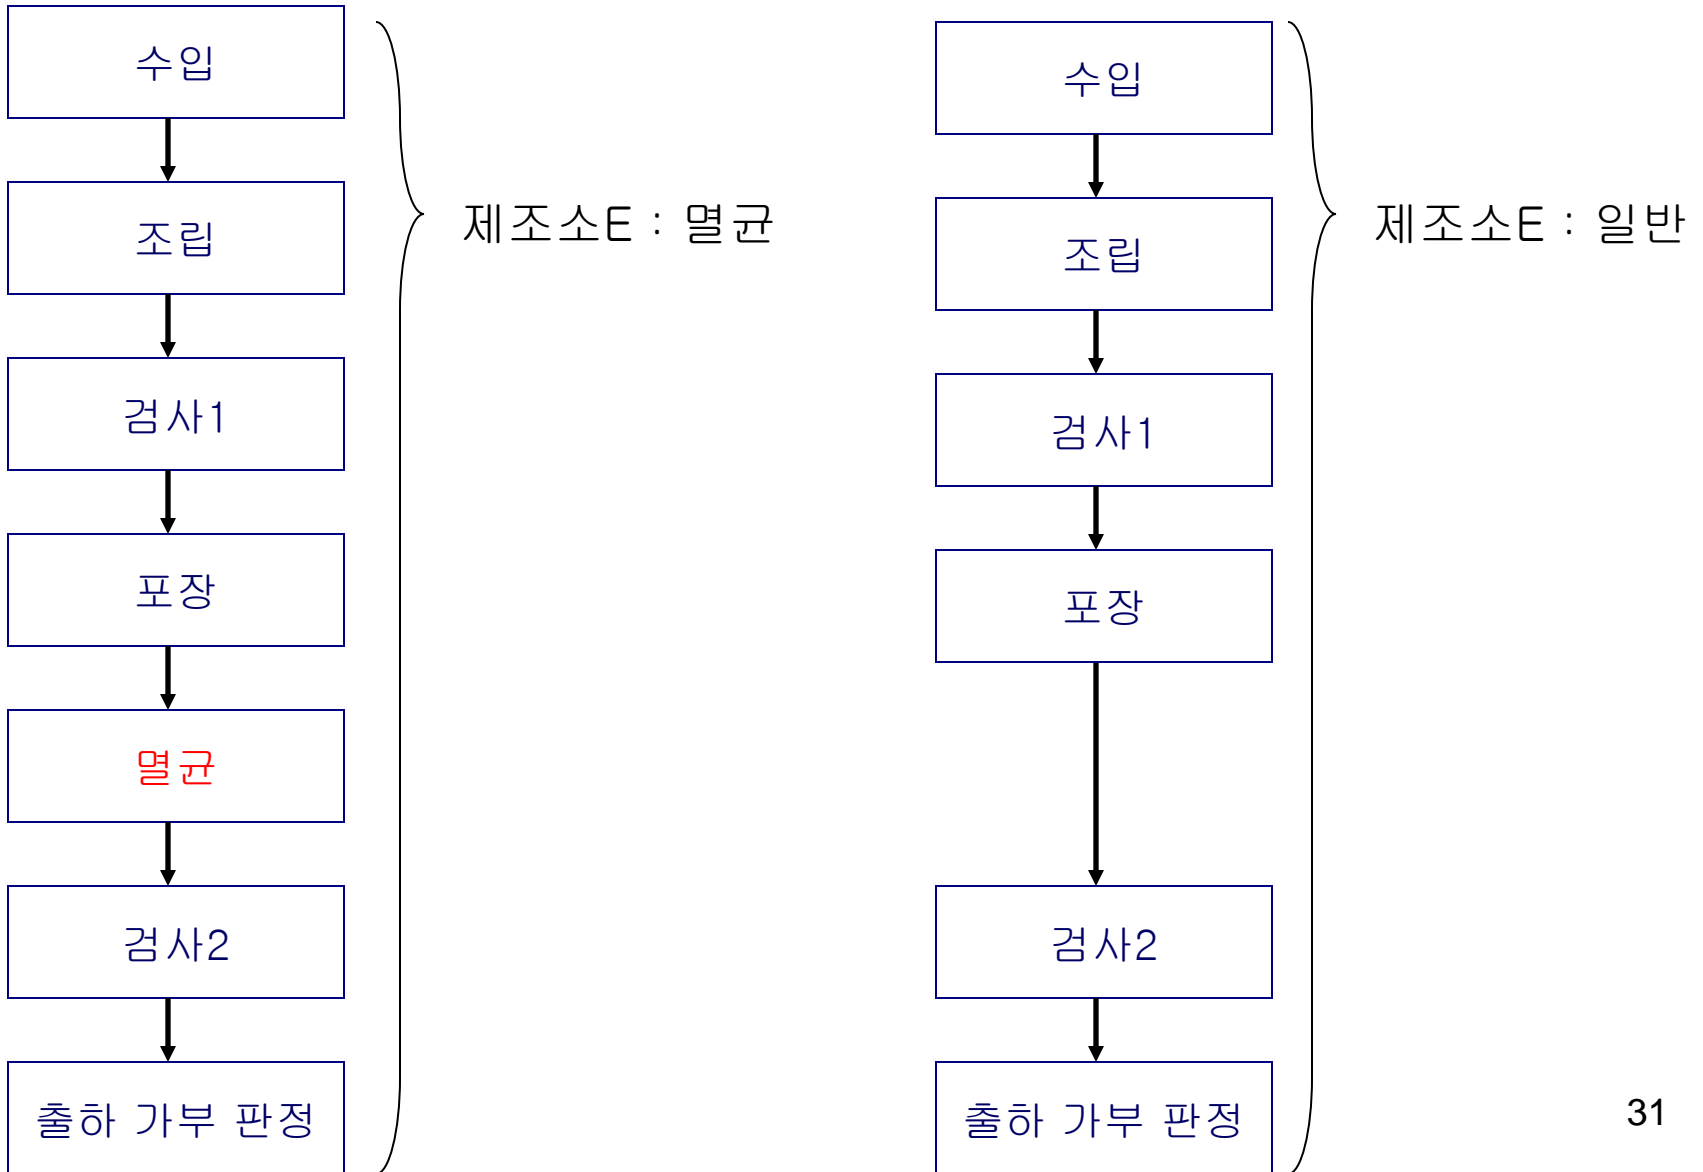 수입
조립
검사1
포장
멸균
검사2
출하 가부 판정
제조소E : 멸균
수입
조립
검사1
포장
검사2
출하 가부 판정
제조소E : 일반
31